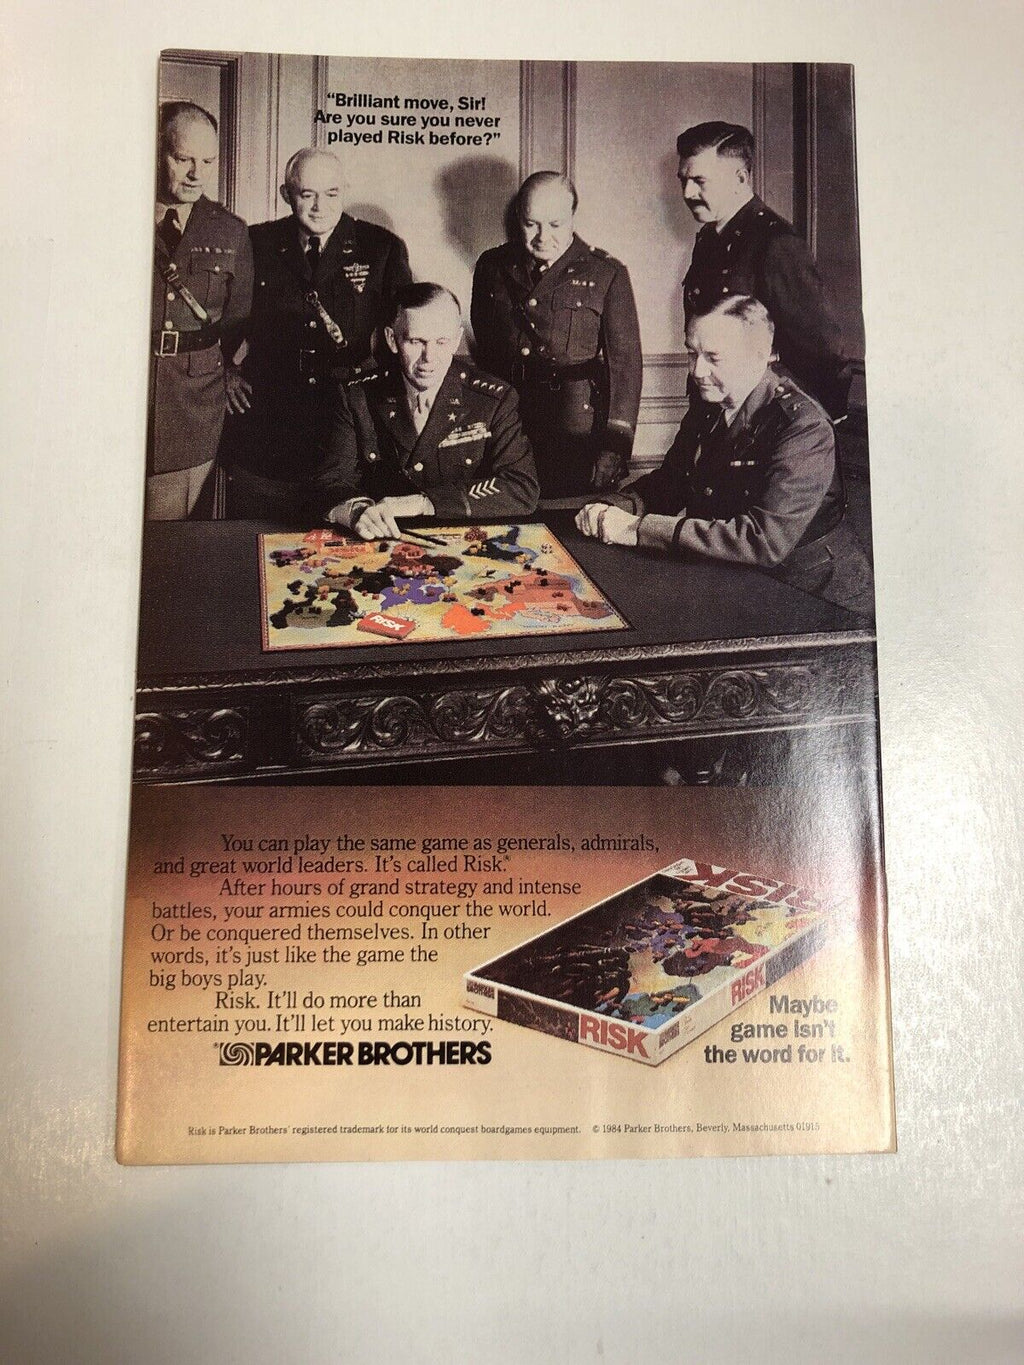 “Brilliant move, Sir!
Are you sure you never
played Risk before?”
RISK
You can play the same game as generals, admirals,
and great world leaders. It's called Risk.®
After hours of grand strategy and intense
battles, your armies could conquer the world.
Or be conquered themselves. In other
words, it's just like the game the
big boys play.
Risk. It'll do more than
entertain you. It'll let you make history.
PARKER BROTHERS
RISK
RISK
RISK
Maybe
game isn't
the word for it.
Risk is Parker Brothers' registered trademark for its world conquest boardgames equipment. © 1984 Parker Brothers, Beverly, Massachusetts 01915